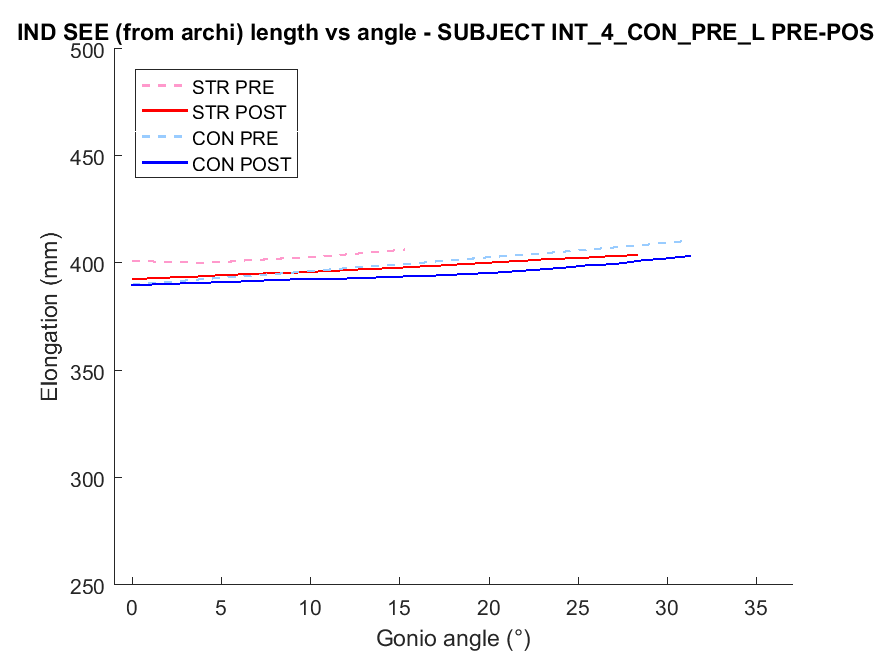 IND SEE (from archi) length vs angle - SUBJECT INT_4_CON_PRE_L PRE-POS
500
450
400
350
300
250
Elongation (mm)
STR PRE
STR POST
CON PRE
CON POST
0 5 10 15 20 25 30 35
Gonio angle (°)